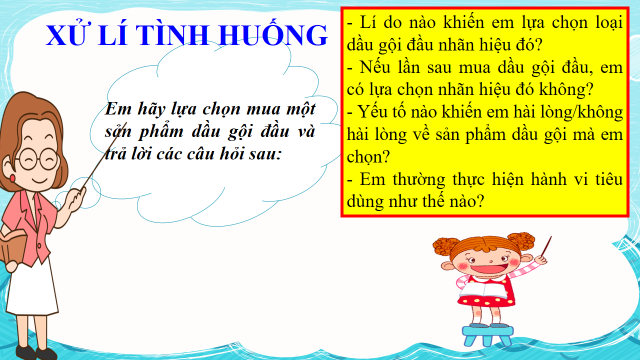 XỬ LÍ TÌNH HUỐNG
Em hãy lựa chọn mua một
sản phẩm dầu gội đầu và
trả lời các câu hỏi sau:
- Lí do nào khiến em lựa chọn loại
dầu gội đầu nhãn hiệu đó?
- Nếu lần sau mua dầu gội đầu, em
có lựa chọn nhãn hiệu đó không?
- Yếu tố nào khiến em hài lòng/không
hài lòng về sản phẩm dầu gội mà em
chọn?
- Em thường thực hiện hành vi tiêu
dùng như thế nào?